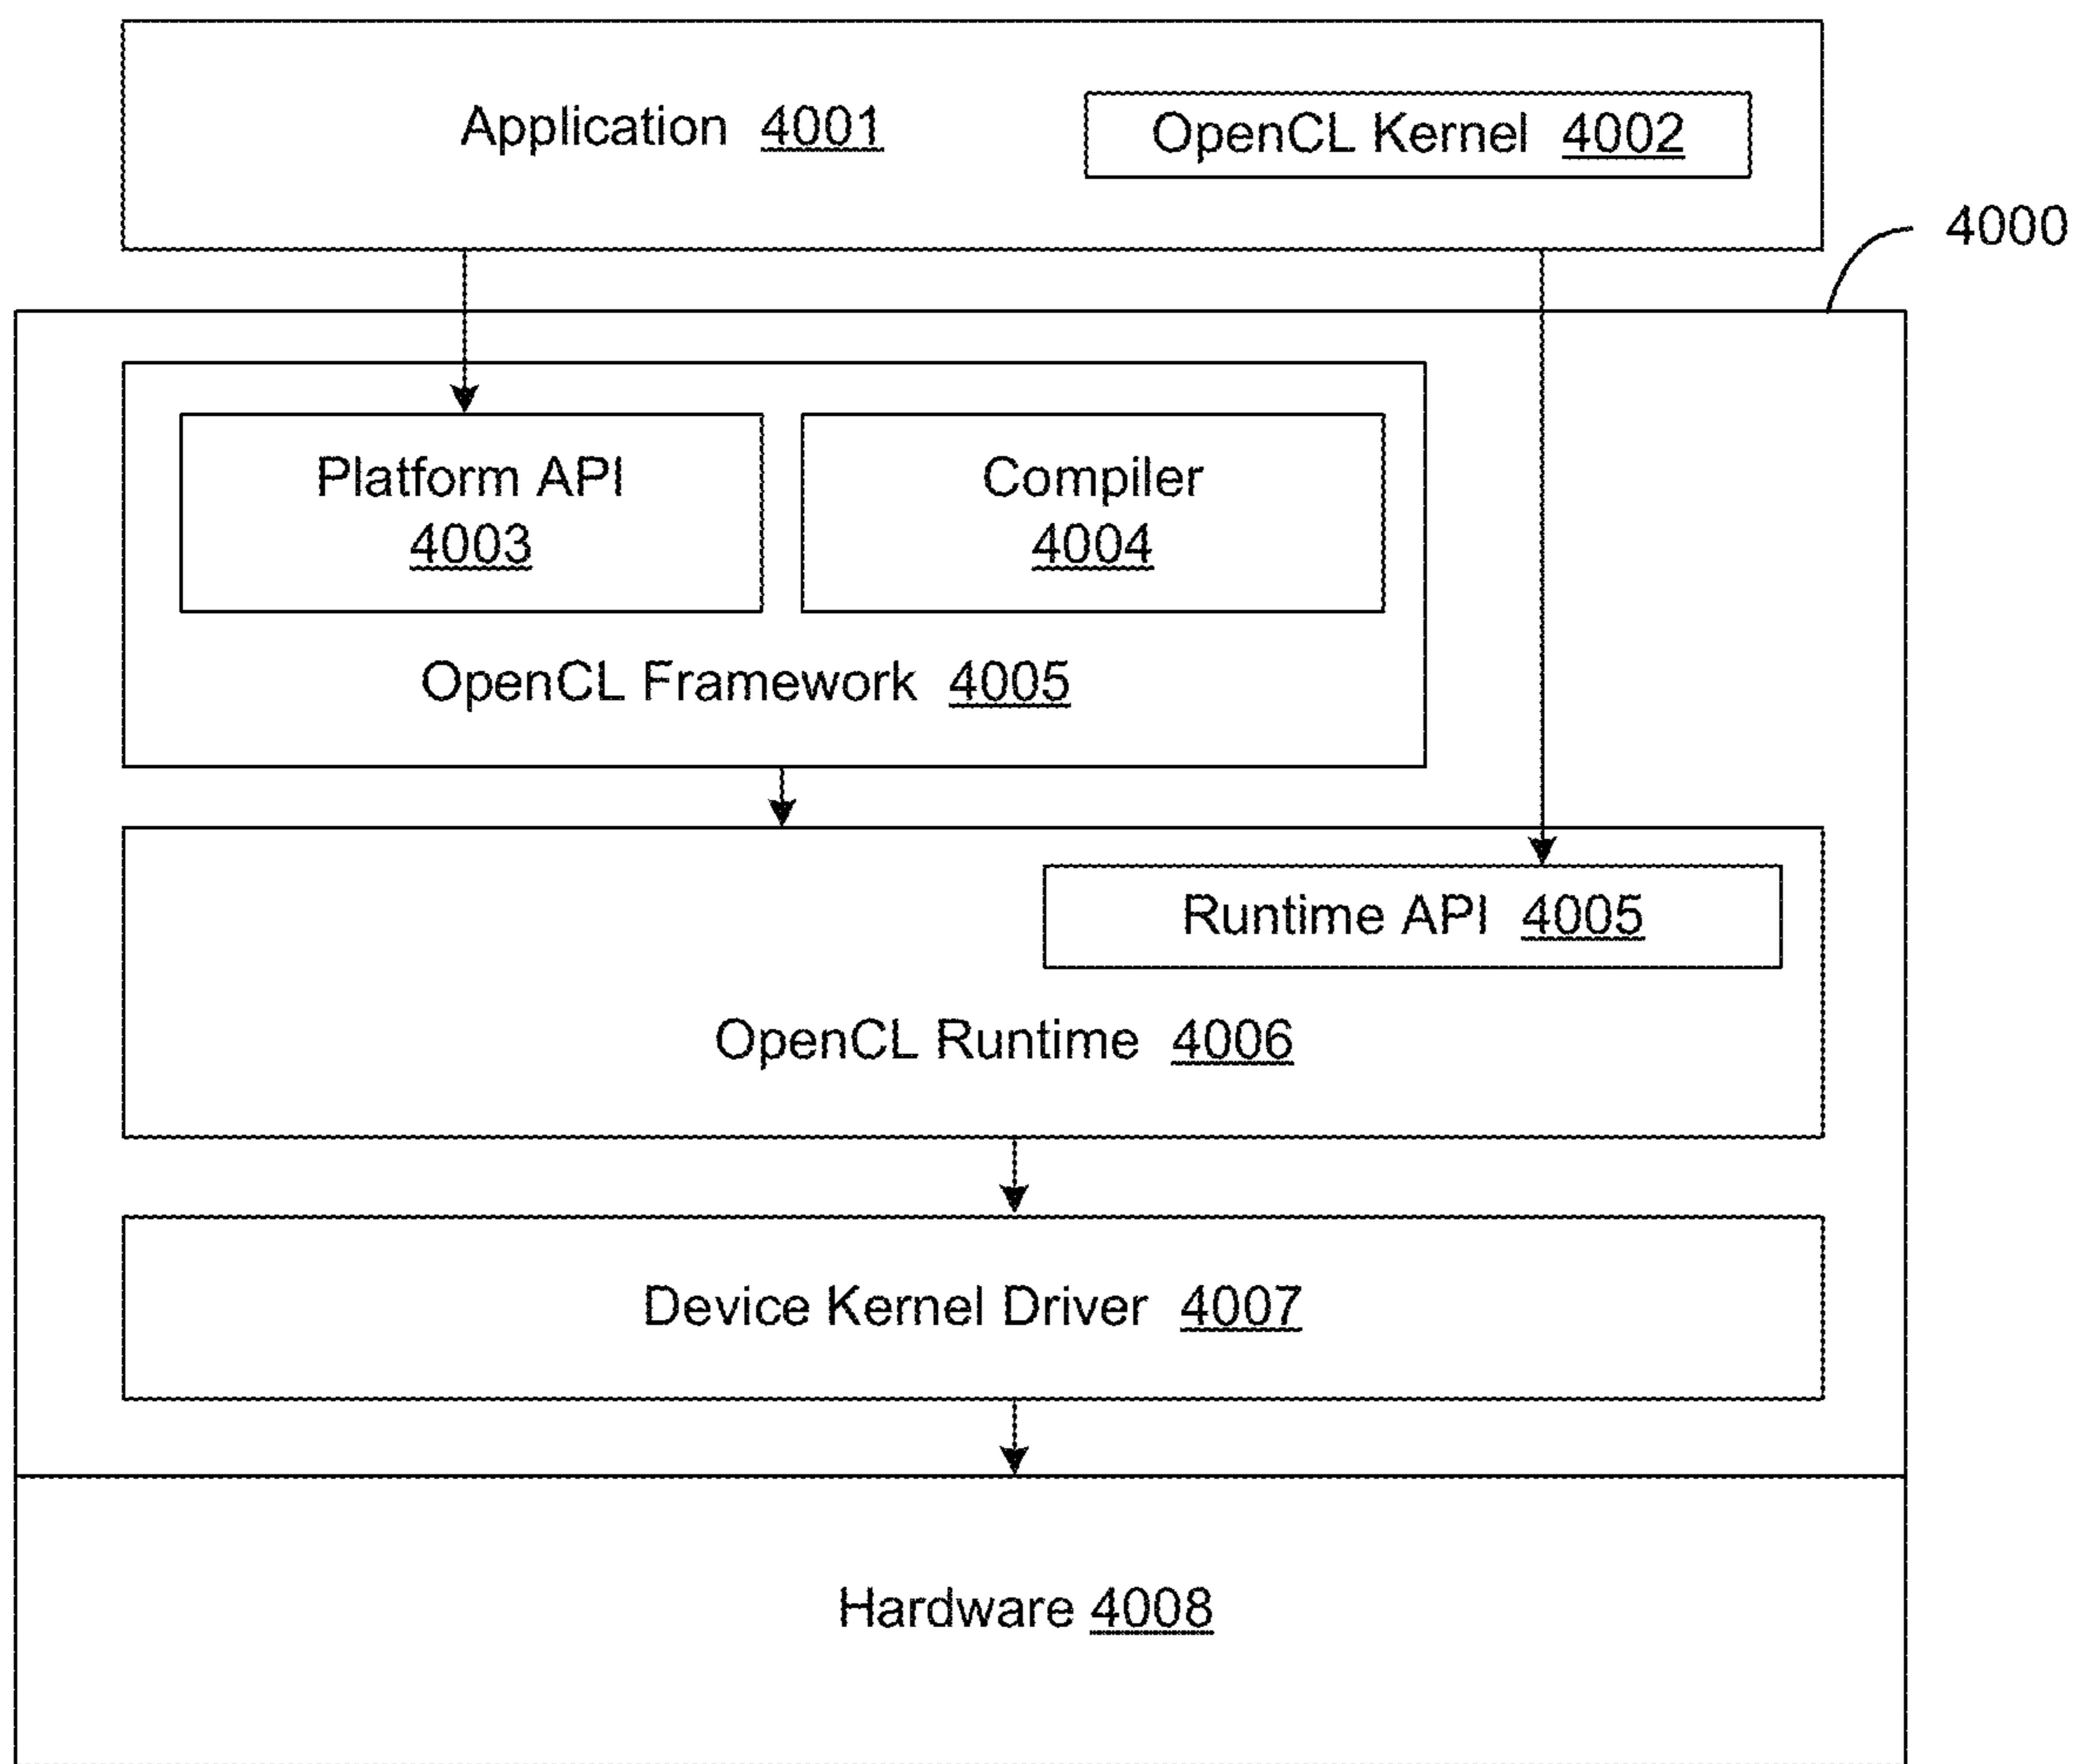 Application 4001
OpenCL Kernel 4002
4000
Platform API
4003
Compiler
4004
OpenCL Framework 4005
Runtime API 4005
OpenCL Runtime 4006
Device Kernel Driver 4007
Hardware 4008